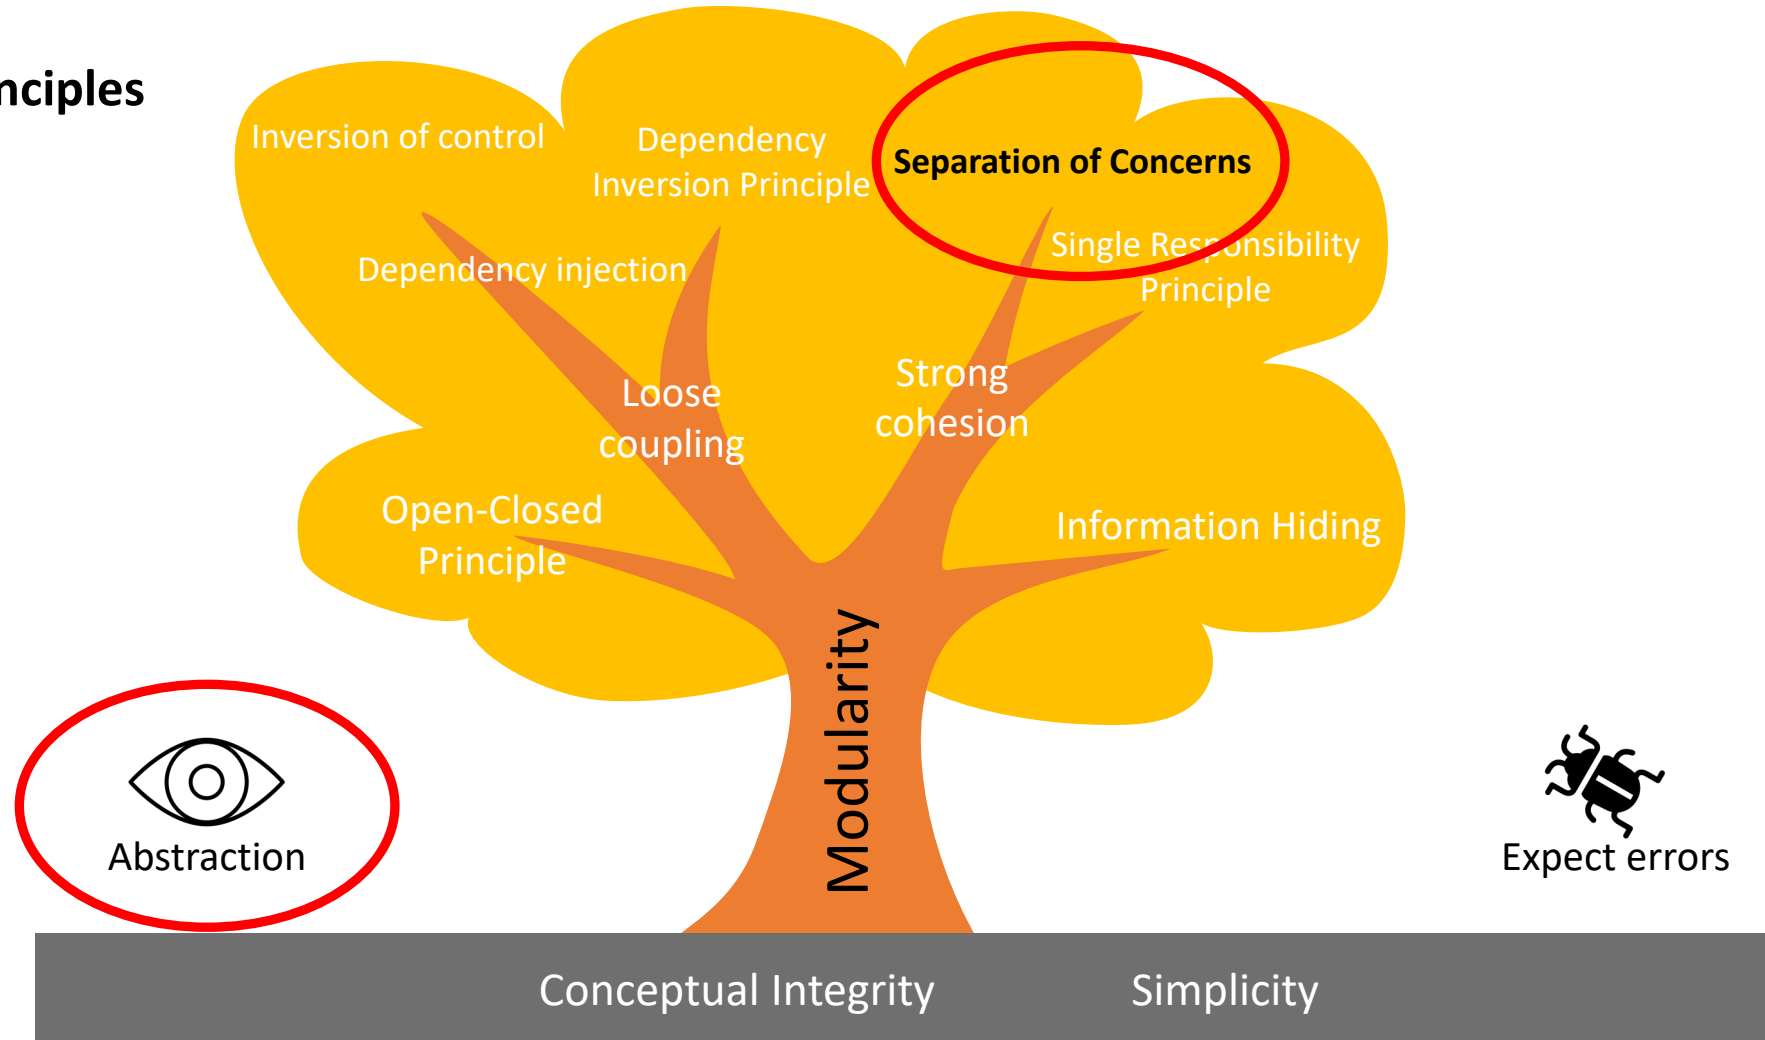 nciples
Inversion of control
Dependency
Inversion Principle
Separation of Concerns
Single Responsibility
Principle
Dependency injection
Loose
coupling
Strong
cohesion
Open-Closed
Principle
Information Hiding
Modularity
Abstraction
Expect errors
Conceptual Integrity
Simplicity